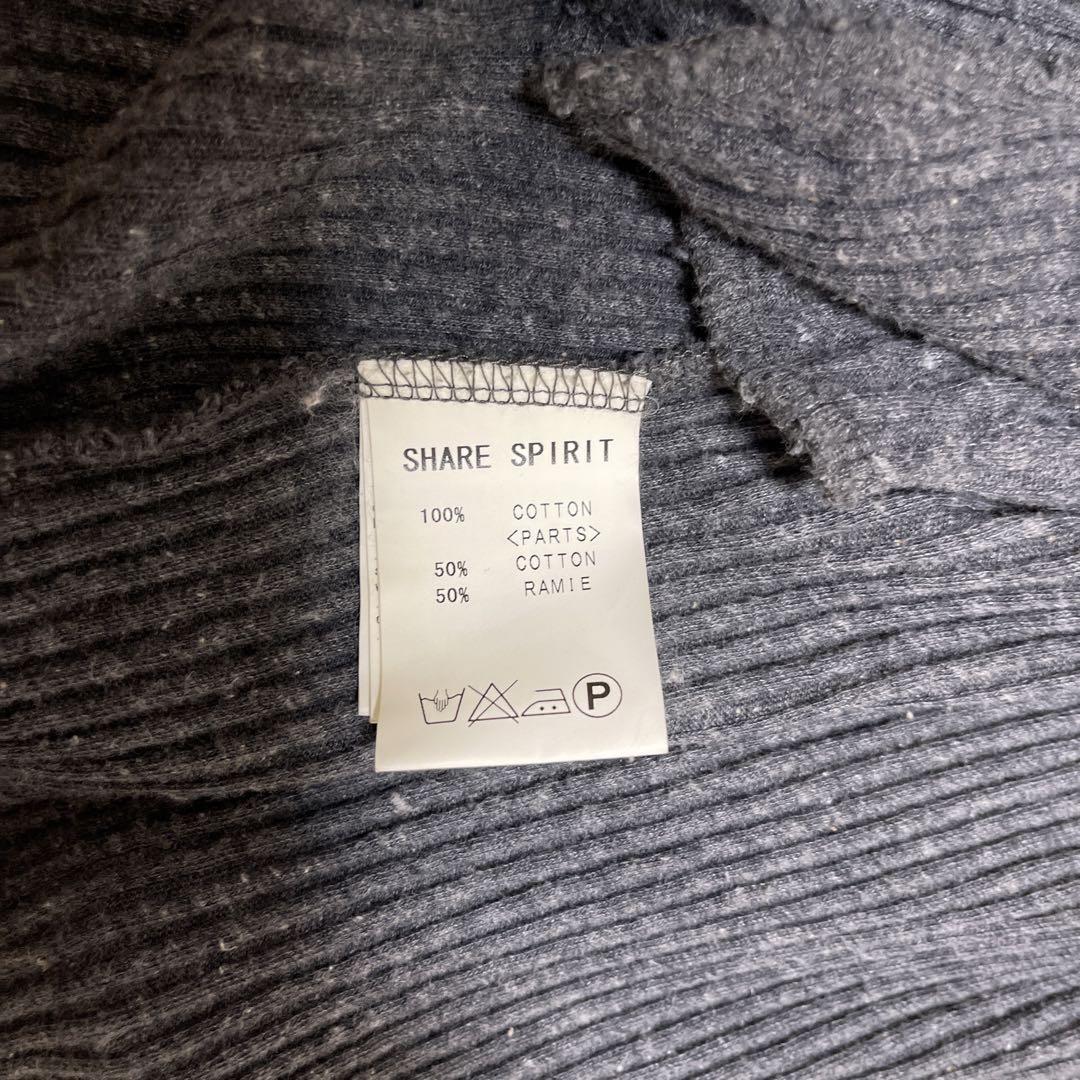 SHARE SPIRIT
100% COTTON
<PARTS>
50% COTTON
50% RAMIE
P